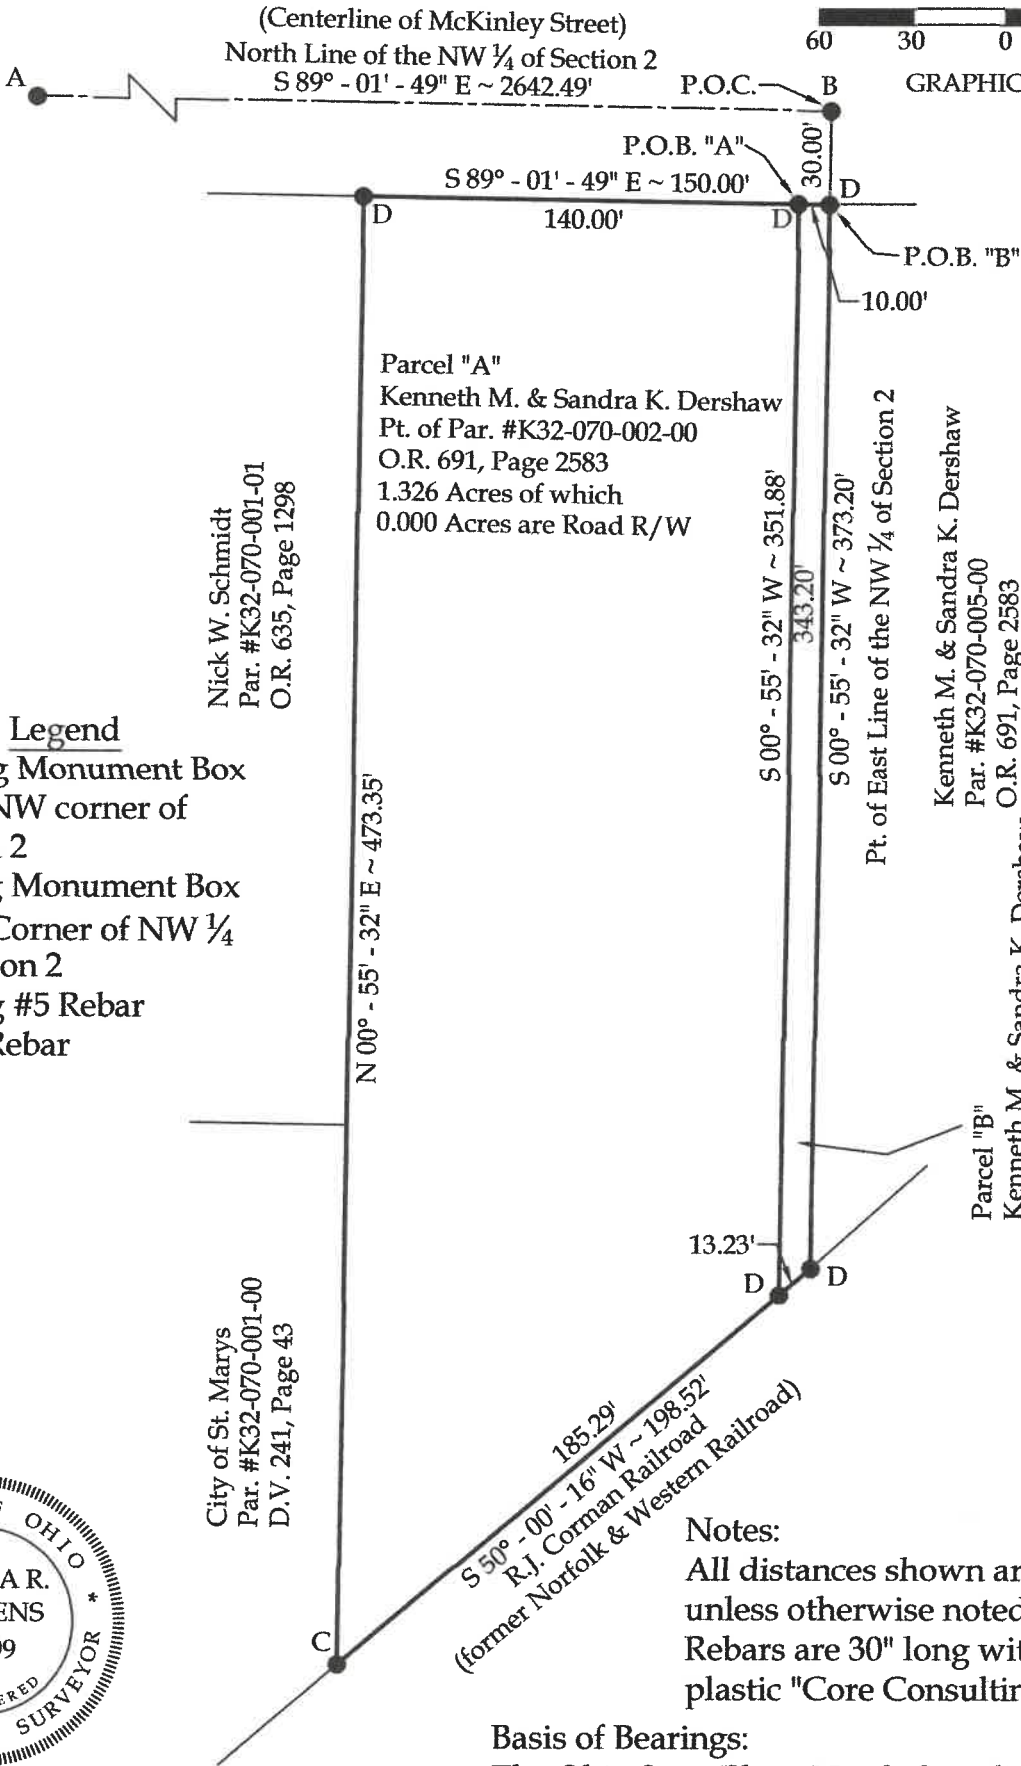 (Centerline of McKinley Street)
North Line of the NW ¼ of Section 2
S 89° - 01' - 49" E ~ 2642.49'
60 30 0
GRAPHIC
A
P.O.C.
B
30.00'
P.O.B. "A"
S 89° - 01' - 49" E ~ 150.00'
D
D
D
140.00'
P.O.B. "B"
10.00'
Parcel "A"
Kenneth M. & Sandra K. Dershaw
Pt. of Par. #K32-070-002-00
O.R. 691, Page 2583
1.326 Acres of which
0.000 Acres are Road R/W
Nick W. Schmidt
Par. #K32-070-001-01
O.R. 635, Page 1298
S 00° - 55' - 32" W ~ 351.88'
343.20'
S 00° - 55' - 32" W ~ 373.20'
Pt. of East Line of the NW ¼ of Section 2
Kenneth M. & Sandra K. Dershaw
Par. #K32-070-005-00
O.R. 691, Page 2583
Legend
g Monument Box
NW corner of
2
g Monument Box
Corner of NW ¼
on 2
g #5 Rebar
Rebar
N 00° - 55' - 32" E ~ 473.35'
Parcel "B"
Kenneth M. & Sandra K. Dershaw
13.23'
D
D
City of St. Marys
Par. #K32-070-001-00
D.V. 241, Page 43
185.29'
S 50° - 00' - 16" W ~ 198.52'
R.J. Corman Railroad
(former Norfolk & Western Railroad)
C
OHIO
A R.
ENS
99
ERED
SURVEYOR
Notes:
All distances shown ar
unless otherwise noted
Rebars are 30" long wit
plastic "Core Consultin
Basis of Bearings: